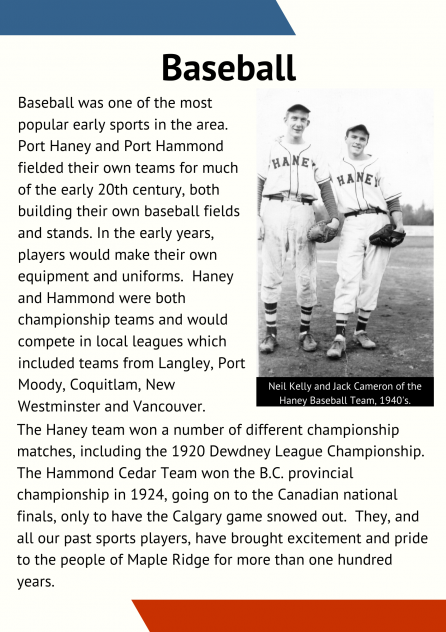 Baseball
Baseball was one of the most
popular early sports in the area.
Port Haney and Port Hammond
fielded their own teams for much
of the early 20th century, both
building their own baseball fields
and stands. In the early years,
players would make their own
equipment and uniforms.  Haney
and Hammond were both
championship teams and would
compete in local leagues which
included teams from Langley, Port
Moody, Coquitlam, New
Westminster and Vancouver.
HANEY
HANEY
Neil Kelly and Jack Cameron of the
Haney Baseball Team, 1940's.
The Haney team won a number of different championship
matches, including the 1920 Dewdney League Championship.
The Hammond Cedar Team won the B.C. provincial
championship in 1924, going on to the Canadian national
finals, only to have the Calgary game snowed out.  They, and
all our past sports players, have brought excitement and pride
to the people of Maple Ridge for more than one hundred
years.